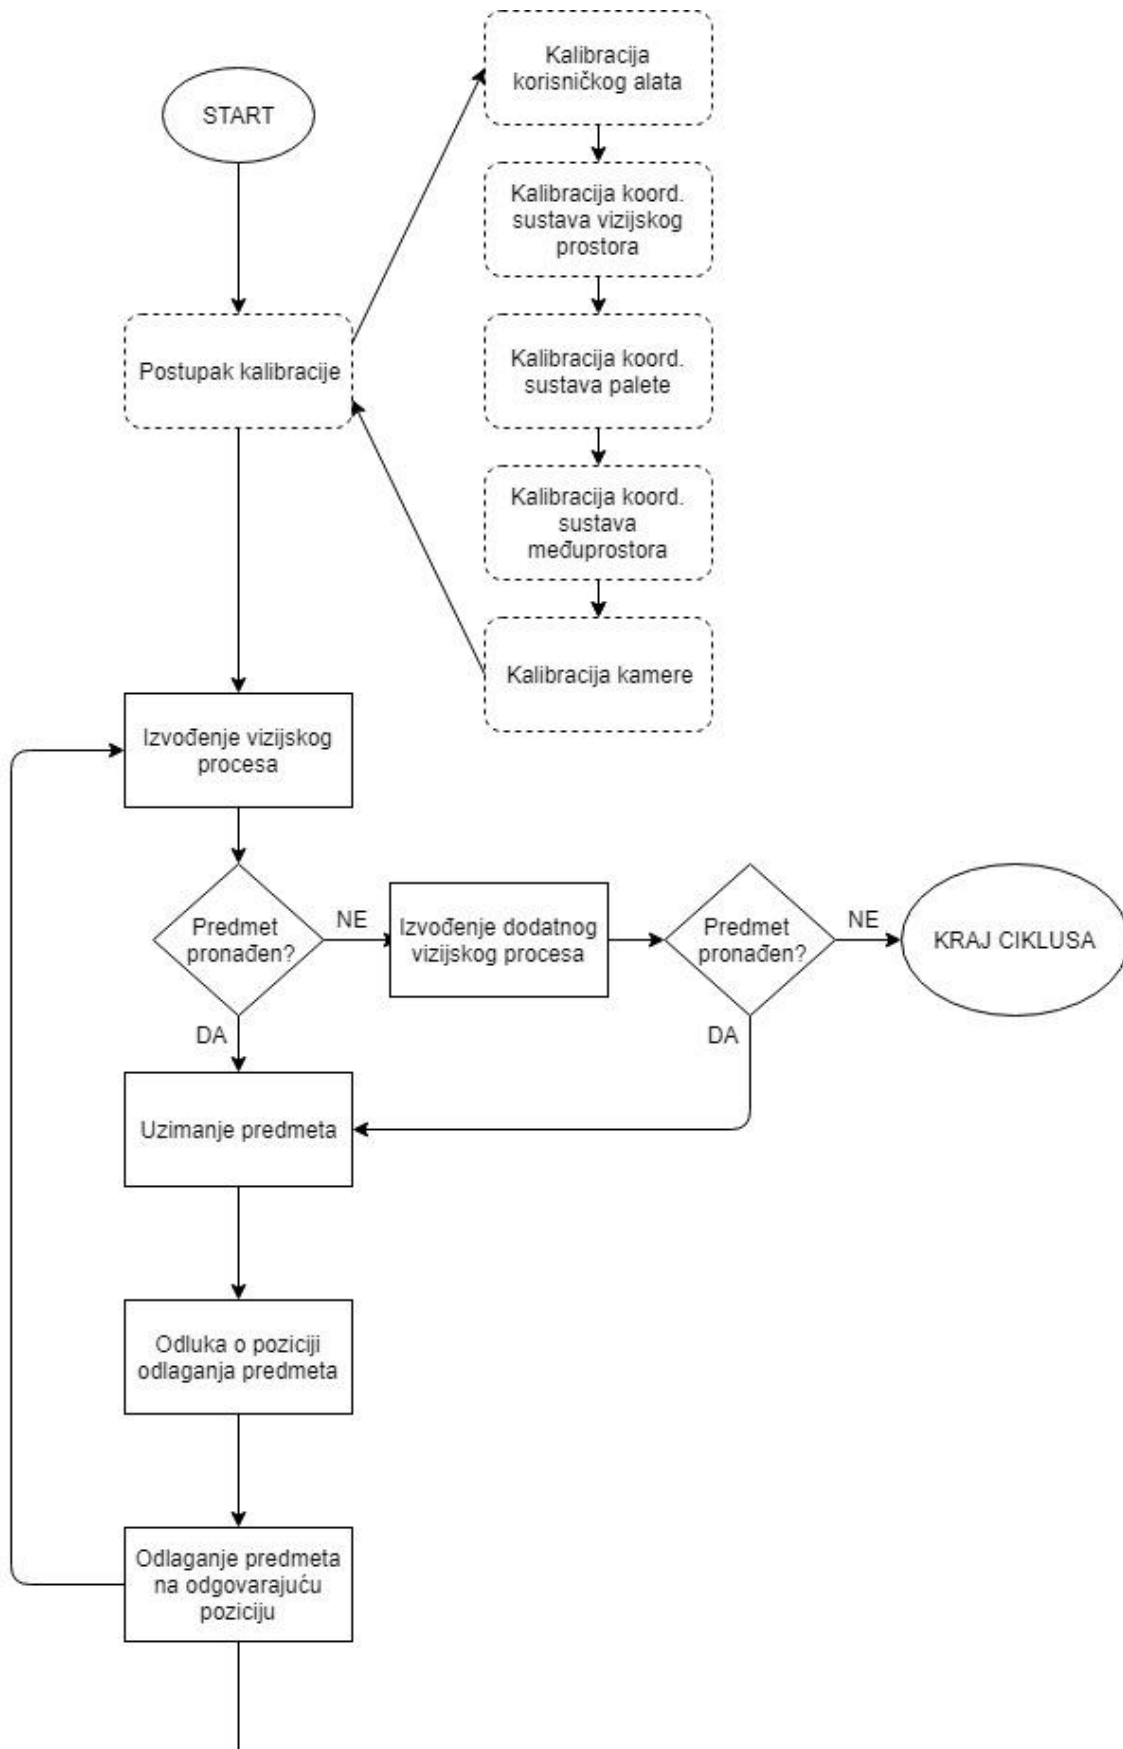 START
Kalibracija
korisničkog alata
Kalibracija koord.
sustava vizijskog
prostora
Postupak kalibracije
Kalibracija koord.
sustava palete
Kalibracija koord.
sustava
međuprostora
Kalibracija kamere
Izvođenje vizijskog
procesa
Predmet
pronađen?
NE
Izvođenje dodatnog
vizijskog procesa
Predmet
pronađen?
NE
KRAJ CIKLUSA
DA
DA
Uzimanje predmeta
Odluka o poziciji
odlaganja predmeta
Odlaganje predmeta
na odgovarajuću
poziciju